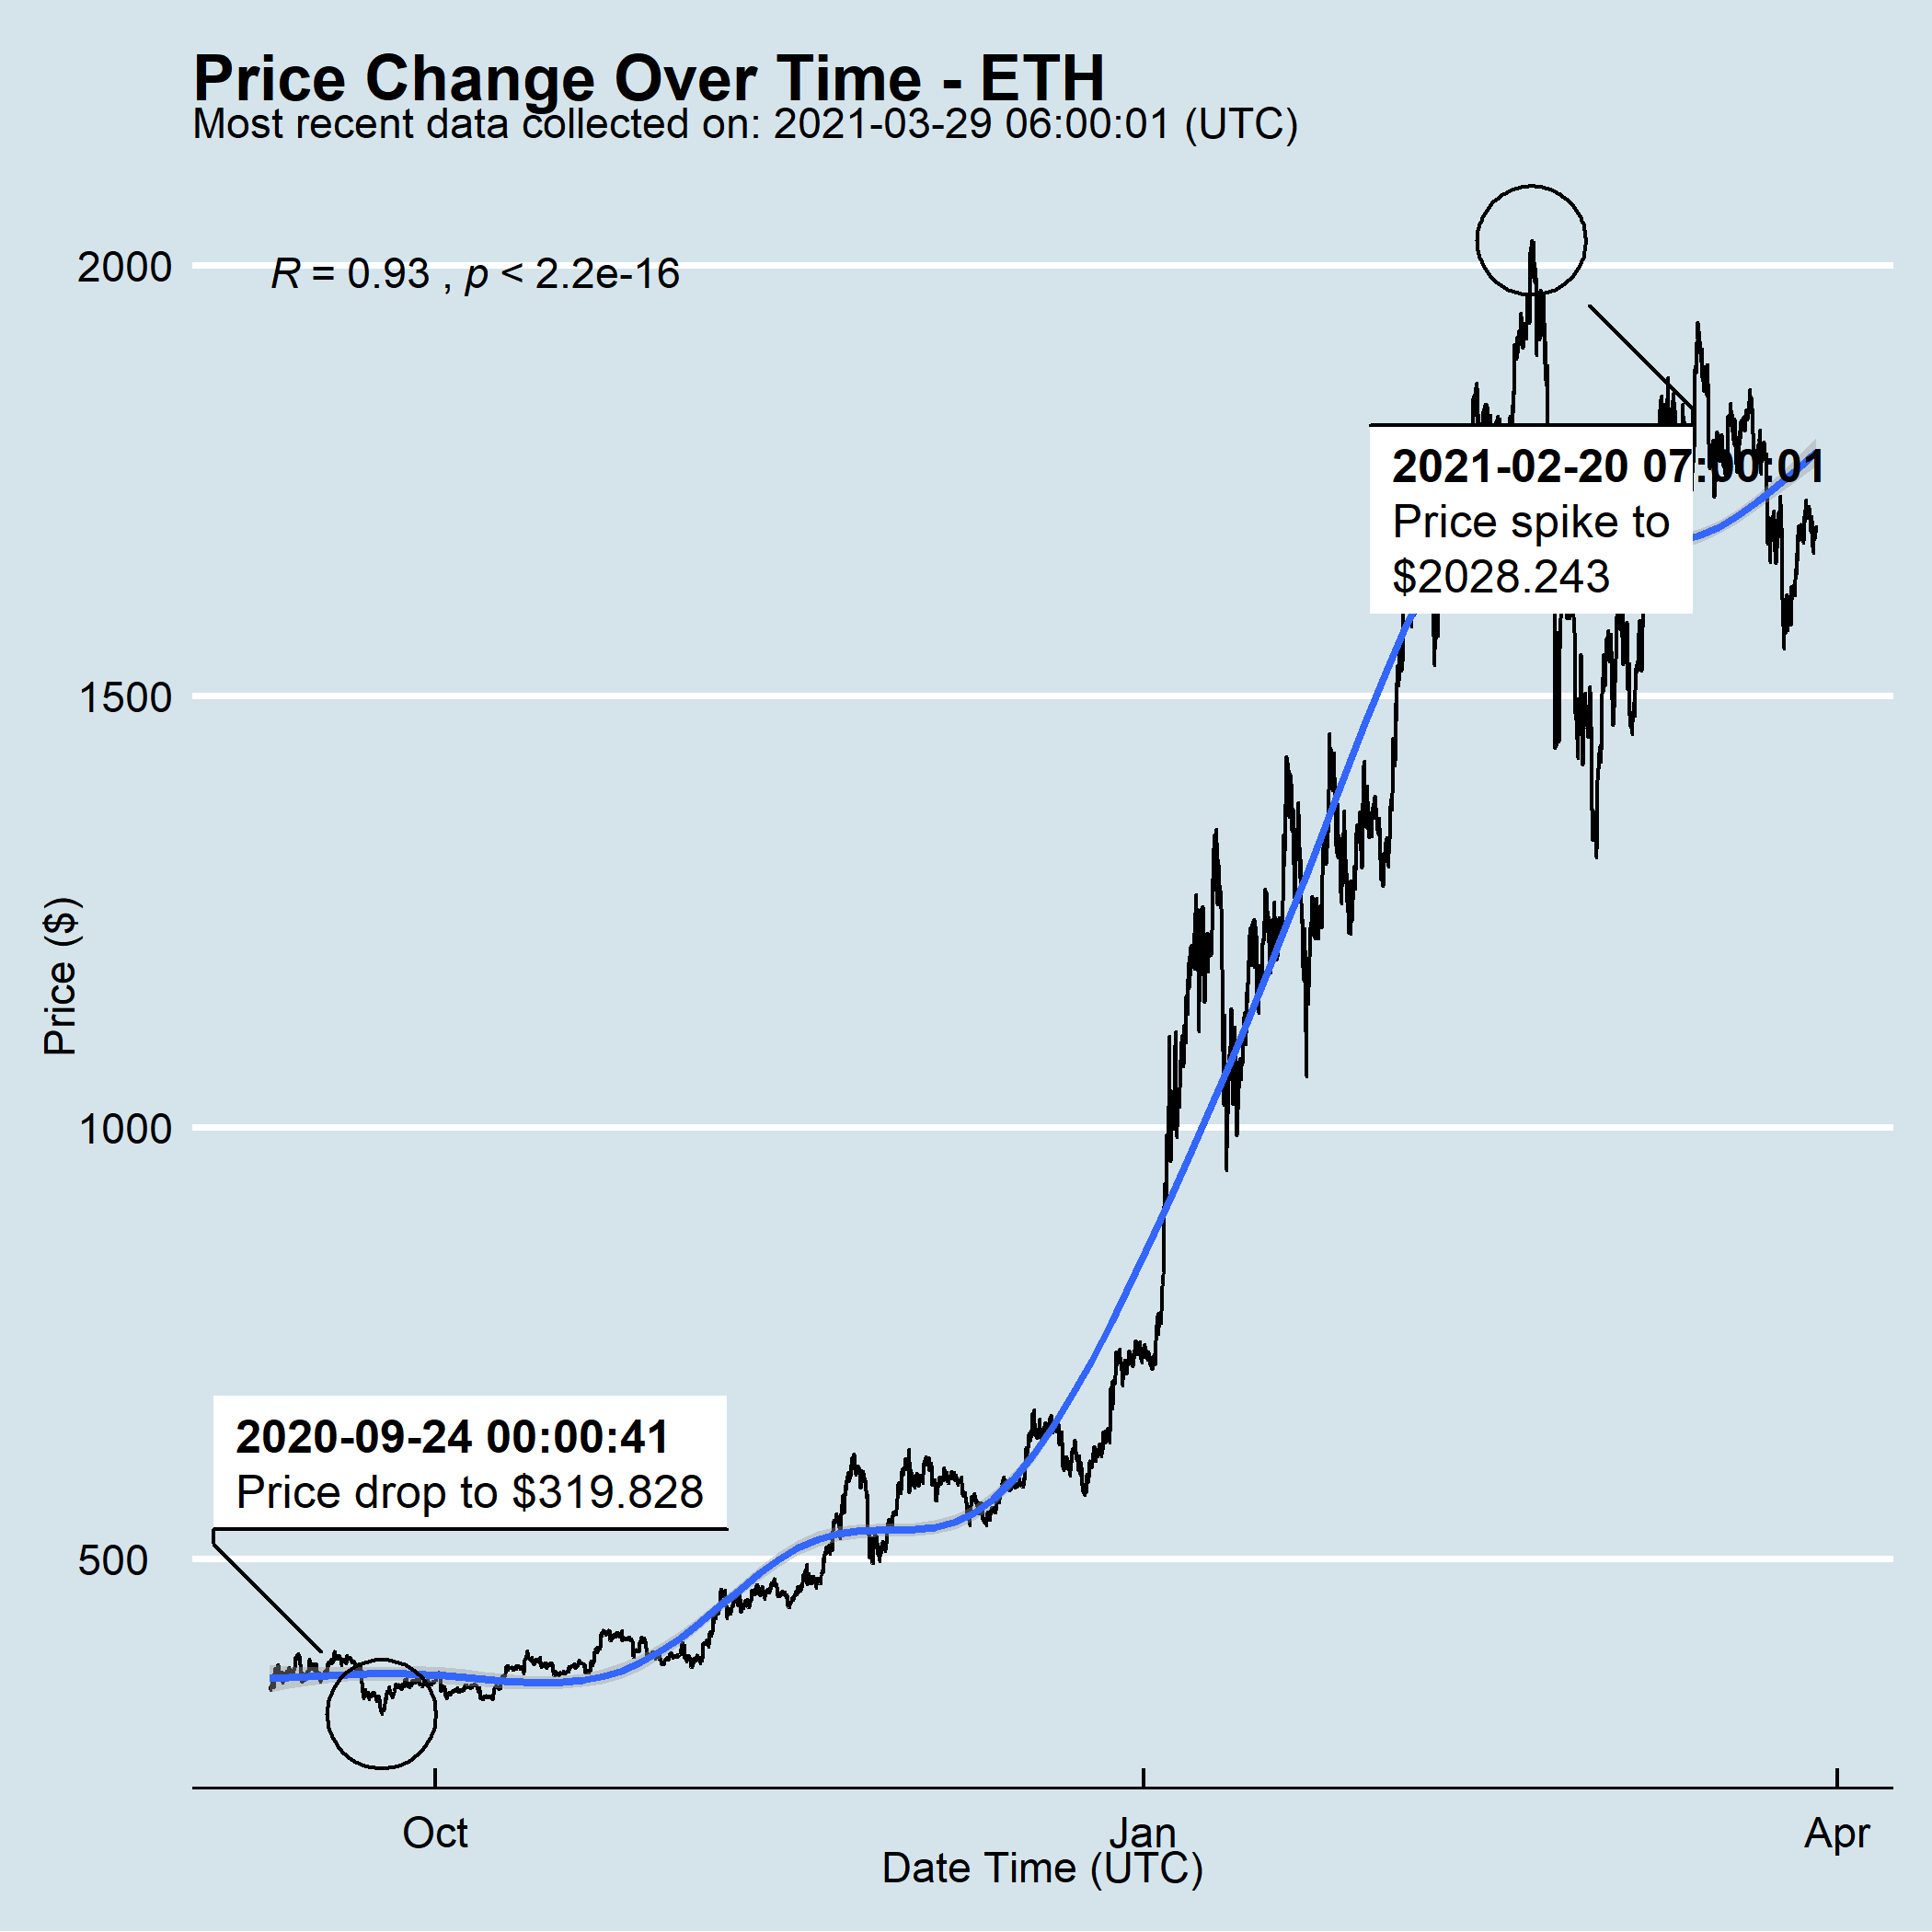 Price Change Over Time - ETH
Most recent data collected on: 2021-03-29 06:00:01 (UTC)
R = 0.93 , p < 2.2e-16
2000
1500
1000
500
Price ($)
2021-02-20 07:00:01
Price spike to
$2028.243
2020-09-24 00:00:41
Price drop to $319.828
Oct
Jan
Apr
Date Time (UTC)